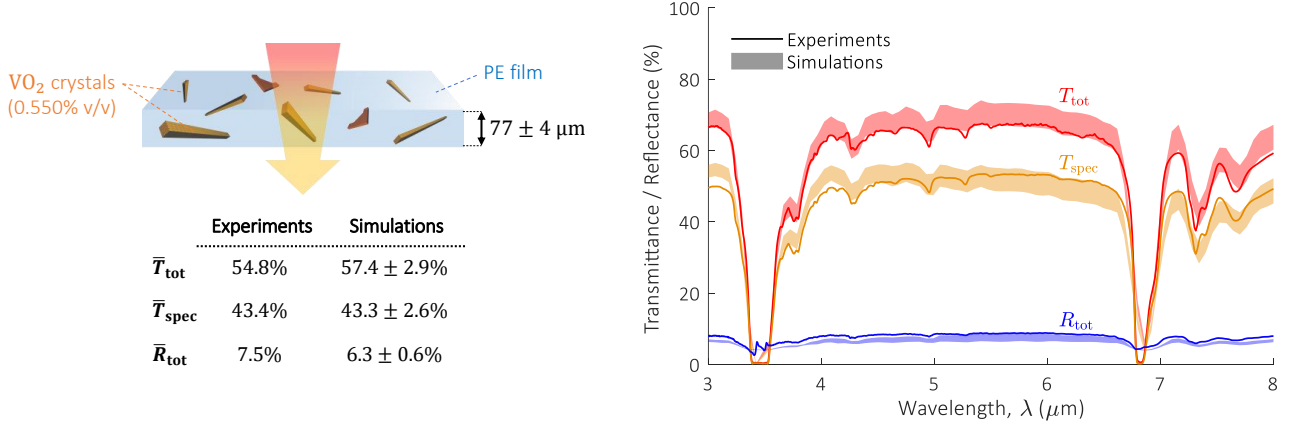 VO₂ crystals
(0.550% v/v)
PE film
77 ± 4 μm
Experiments Simulations
T̿tot 54.8% 57.4 ± 2.9%
T̿spec 43.4% 43.3 ± 2.6%
R̿tot 7.5% 6.3 ± 0.6%
Transmittance / Reflectance (%)
100
80
60
40
20
0
Experiments
Simulations
Ttot
Tspec
Rtot
3 4 5 6 7 8
Wavelength, λ (μm)